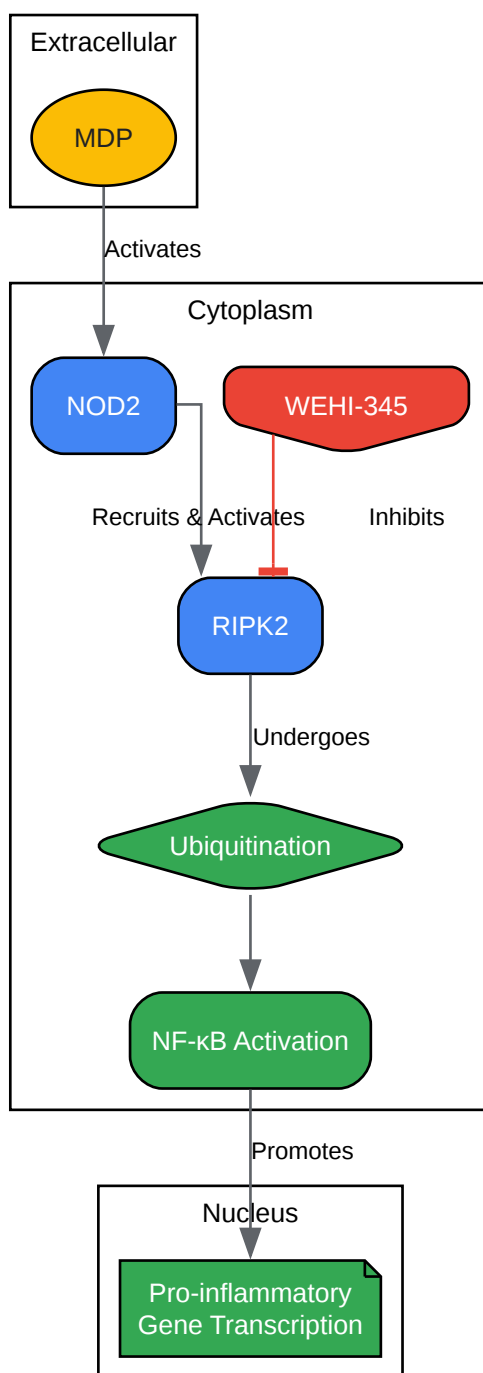 Extracellular
MDP
Activates
Cytoplasm
NOD2
WEHI-345
Recruits & Activates
Inhibits
RIPK2
Undergoes
Ubiquitination
NF-κB Activation
Promotes
Nucleus
Pro-inflammatory
Gene Transcription